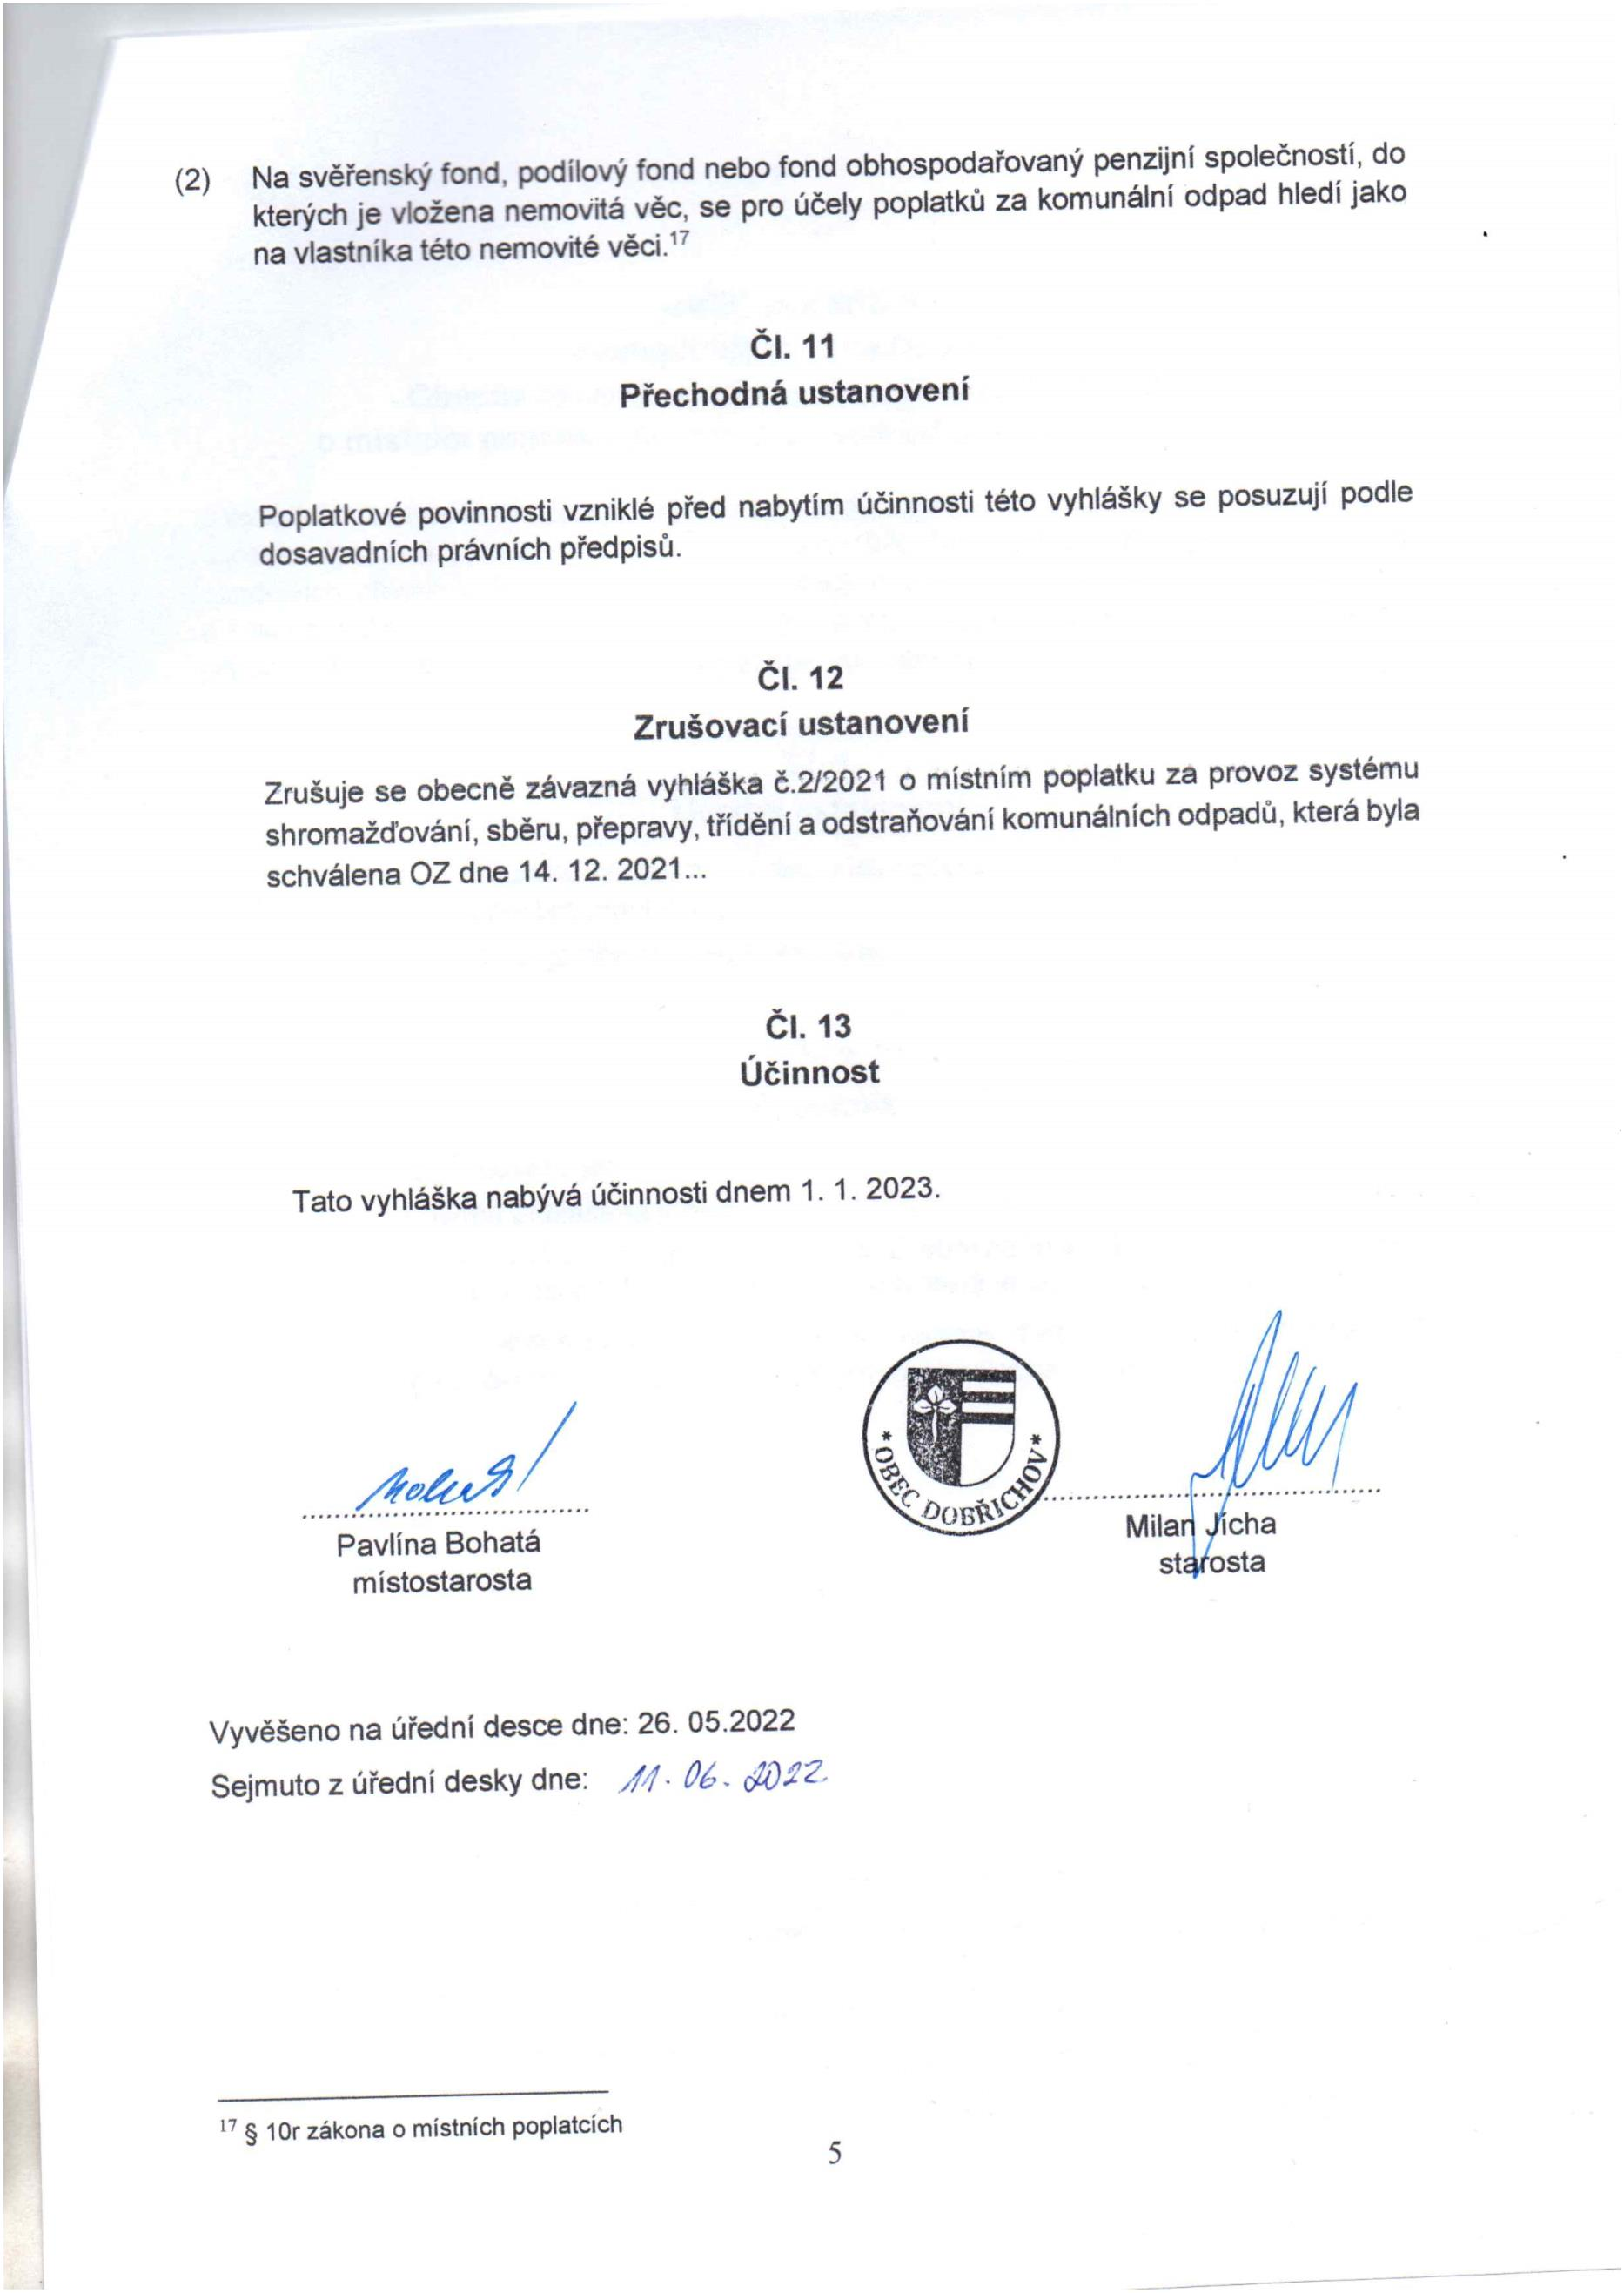 (2) Na svěřenský fond, podílový fond nebo fond obhospodařovaný penzijní společností, do
kterých je vložena nemovitá věc, se pro účely poplatků za komunální odpad hledí jako
na vlastníka této nemovité věci.17
Čl. 11
Přechodná ustanovení
Poplatkové povinnosti vzniklé před nabytím účinnosti této vyhlášky se posuzují podle
dosavadních právních předpisů.
Čl. 12
Zrušovací ustanovení
Zrušuje se obecně závazná vyhláška č.2/2021 o místním poplatku za provoz systému
shromažďování, sběru, přepravy, třídění a odstraňování komunálních odpadů, která byla
schválena OZ dne 14. 12. 2021...
Čl. 13
Účinnost
Tato vyhláška nabývá účinnosti dnem 1. 1. 2023.
* OBEC DOBŘICHOV *
Pavlína Bohatá
místostarosta
Milan Jícha
starosta
Vyvěšeno na úřední desce dne: 26. 05.2022
Sejmuto z úřední desky dne: 11. 06. 2022
17 § 10r zákona o místních poplatcích
5